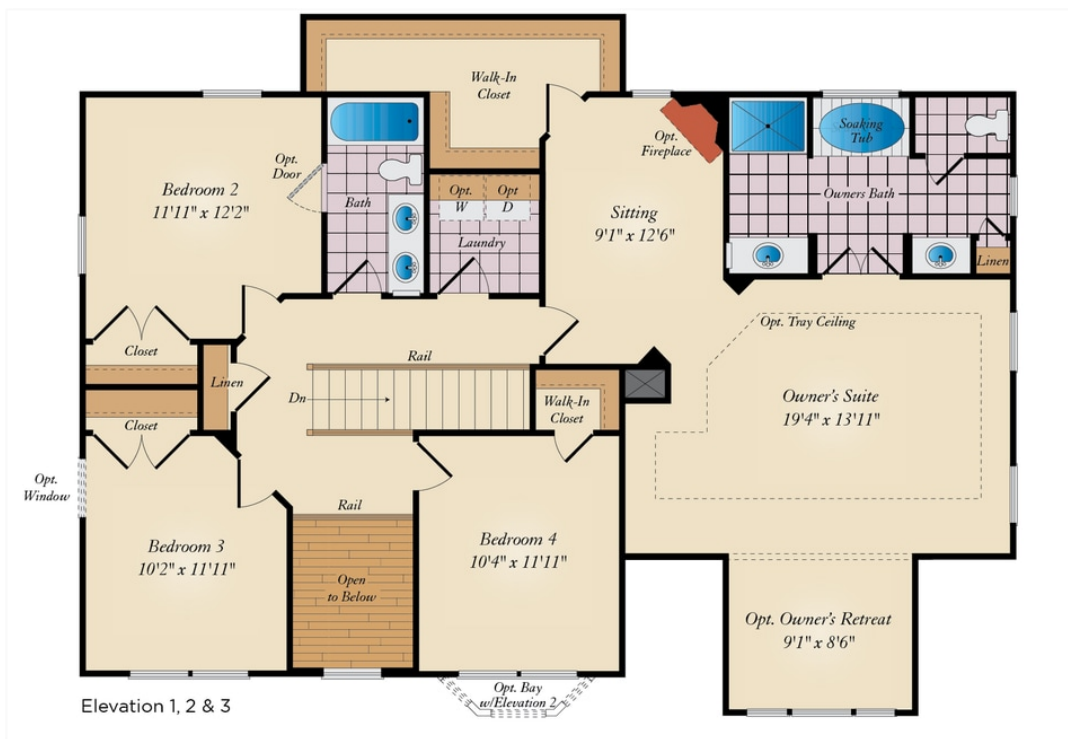 Walk-In
Closet
Opt.
Fireplace
Soaking
Tub
Opt.
Door
Bedroom 2
11'11" x 12'2"
Bath
Opt.
W
Opt
D
Laundry
Sitting
9'1" x 12'6"
Owners Bath
Linen
Closet
Linen
Rail
Dn
Opt. Tray Ceiling
Walk-In
Closet
Owner's Suite
19'4" x 13'11"
Closet
Opt.
Window
Rail
Bedroom 3
10'2" x 11'11"
Open
to Below
Bedroom 4
10'4" x 11'11"
Opt. Owner's Retreat
9'1" x 8'6"
Opt. Bay
w/Elevation 2
Elevation 1, 2 & 3